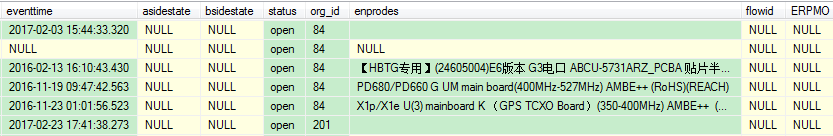 eventtime asidestate bsidestate status org_id enprodes flowid ERPMO
2017-02-03 15:44:33.320 NULL NULL open 84 NULL NULL
NULL NULL NULL open 84 NULL NULL NULL
2016-02-13 16:10:43.430 NULL NULL open 84 【HBTG专用】(24605004)E6版本 G3电口 ABCU-5731ARZ_PCBA 贴片半... NULL NULL
2016-11-19 09:47:42.563 NULL NULL open 84 PD680/PD660 G UM main board(400MHz-527MHz) AMBE++ (RoHS)(REACH) NULL NULL
2016-11-23 01:01:56.523 NULL NULL open 84 X1p/X1e U(3) mainboard K （GPS TCXO Board）(350-400MHz) AMBE++ (... NULL NULL
2017-02-23 17:41:38.273 NULL NULL open 201 NULL NULL